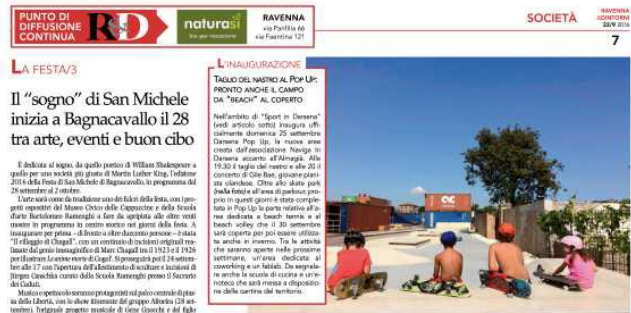 PUNTO DI
DIFFUSIONE
CONTINUA
R&D
naturasì
bio per vocazione
RAVENNA
via Panfilia 66
via Faentina 121
SOCIETÀ
RAVENNA
&DINTORNI
22/9 2016
7
LA FESTA/3
Il “sogno” di San Michele
inizia a Bagnacavallo il 28
tra arte, eventi e buon cibo
È dedicata al sogno, da quello poetico di William Shakespeare a
quello per una società più giusta di Martin Luther King, l'edizione
2016 della Festa di San Michele di Bagnacavallo, in programma dal
28 settembre al 2 ottobre.
L'arte sarà come da tradizione uno dei fulcri della festa, con i pro-
getti espositivi del Museo Civico delle Cappuccine e della Scuola
d'arte Bartolomeo Ramenghi a fare da apripista alle oltre venti
mostre in programma in centro storico nei giorni della festa. A
inaugurare per prima – di fronte a oltre duecento persone – è stata
"Il villaggio di Chagall", con un centinaio di incisioni originali rea-
lizzate dal genio immaginifico di Marc Chagall tra il 1923 e il 1926
per illustrare Le anime morte di Gogol'. Si proseguirà poi il 24 settem-
bre alle 17 con l'apertura dell'allestimento di sculture e incisioni di
Jürgen Czaschka curato dalla Scuola Ramenghi presso il Sacrario
dei Caduti.
Musica e spettacolo saranno protagonisti sul palco centrale di piaz-
za della Libertà, con lo show itinerante del gruppo Afroeira (28 set-
tembre), l'originale progetto musicale di Gene Gnocchi e del figlio
L'INAUGURAZIONE
TAGLIO DEL NASTRO AL POP UP:
PRONTO ANCHE IL CAMPO
DA "BEACH" AL COPERTO
Nell'ambito di "Sport in Darsena"
(vedi articolo sotto) inaugura uffi-
cialmente domenica 25 settembre
Darsena Pop Up, la nuova area
creata dall'associazione Naviga In
Darsena accanto all'Almagià. Alle
19.30 il taglio del nastro e alle 20 il
concerto di Gile Bae, giovane piani-
sta olandese. Oltre allo skate park
(nella foto) e all'area di parkour, pro-
prio in questi giorni è stata comple-
tata in Pop Up la parte relativa all'a-
rea dedicata a beach tennis e al
beach volley che il 30 settembre
sarà coperta per poi essere utilizza-
ta anche in inverno. Tra le attività
che saranno aperte nelle prossime
settimane, un'area dedicata al
coworking e un fablab. Da segnala-
re anche la scuola di cucina e un'e-
noteca che sarà messa a disposizio-
ne delle cantine del territorio.